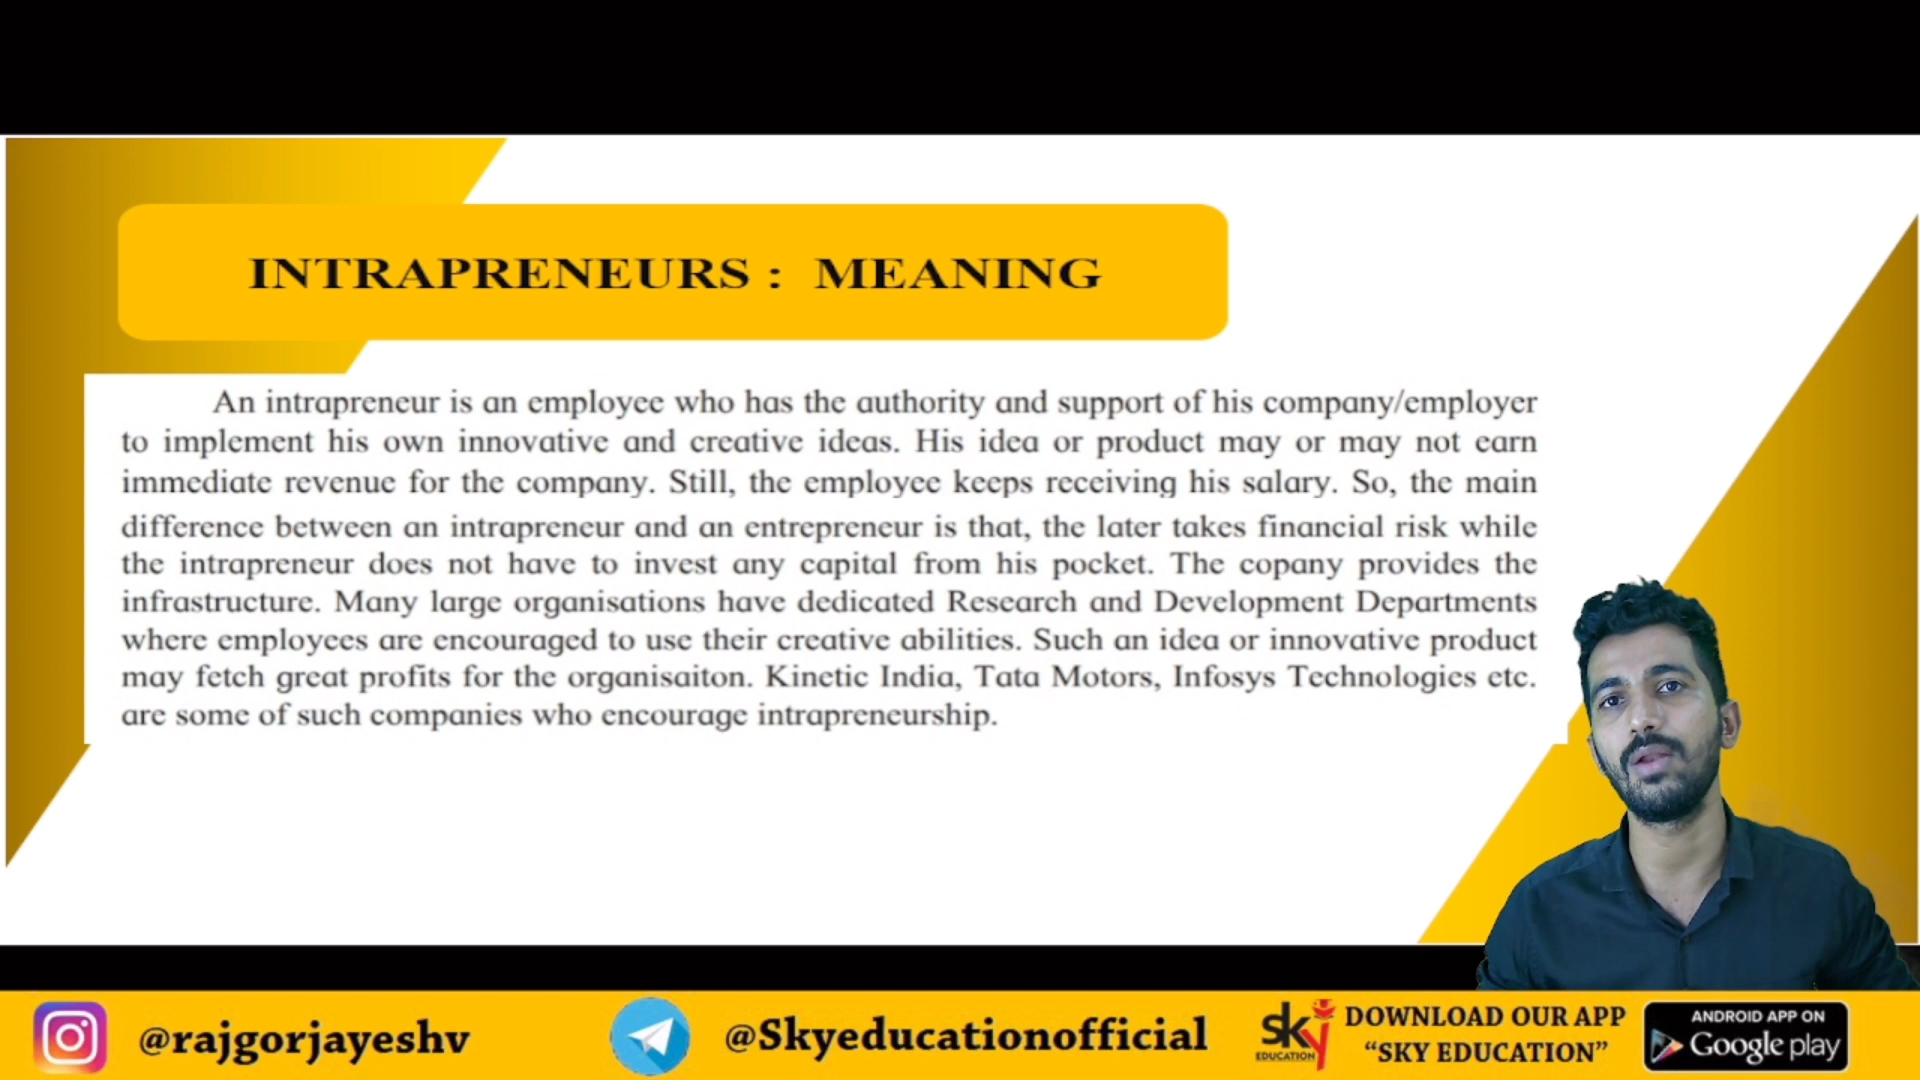 INTRAPRENEURS : MEANING
An intrapreneur is an employee who has the authority and support of his company/employer
to implement his own innovative and creative ideas. His idea or product may or may not earn
immediate revenue for the company. Still, the employee keeps receiving his salary. So, the main
difference between an intrapreneur and an entrepreneur is that, the later takes financial risk while
the intrapreneur does not have to invest any capital from his pocket. The copany provides the
infrastructure. Many large organisations have dedicated Research and Development Departments
where employees are encouraged to use their creative abilities. Such an idea or innovative product
may fetch great profits for the organisaiton. Kinetic India, Tata Motors, Infosys Technologies etc.
are some of such companies who encourage intrapreneurship.
@rajgorjayeshv
@Skyeducationofficial
sky
EDUCATION
DOWNLOAD OUR APP
“SKY EDUCATION”
ANDROID APP ON
Google play